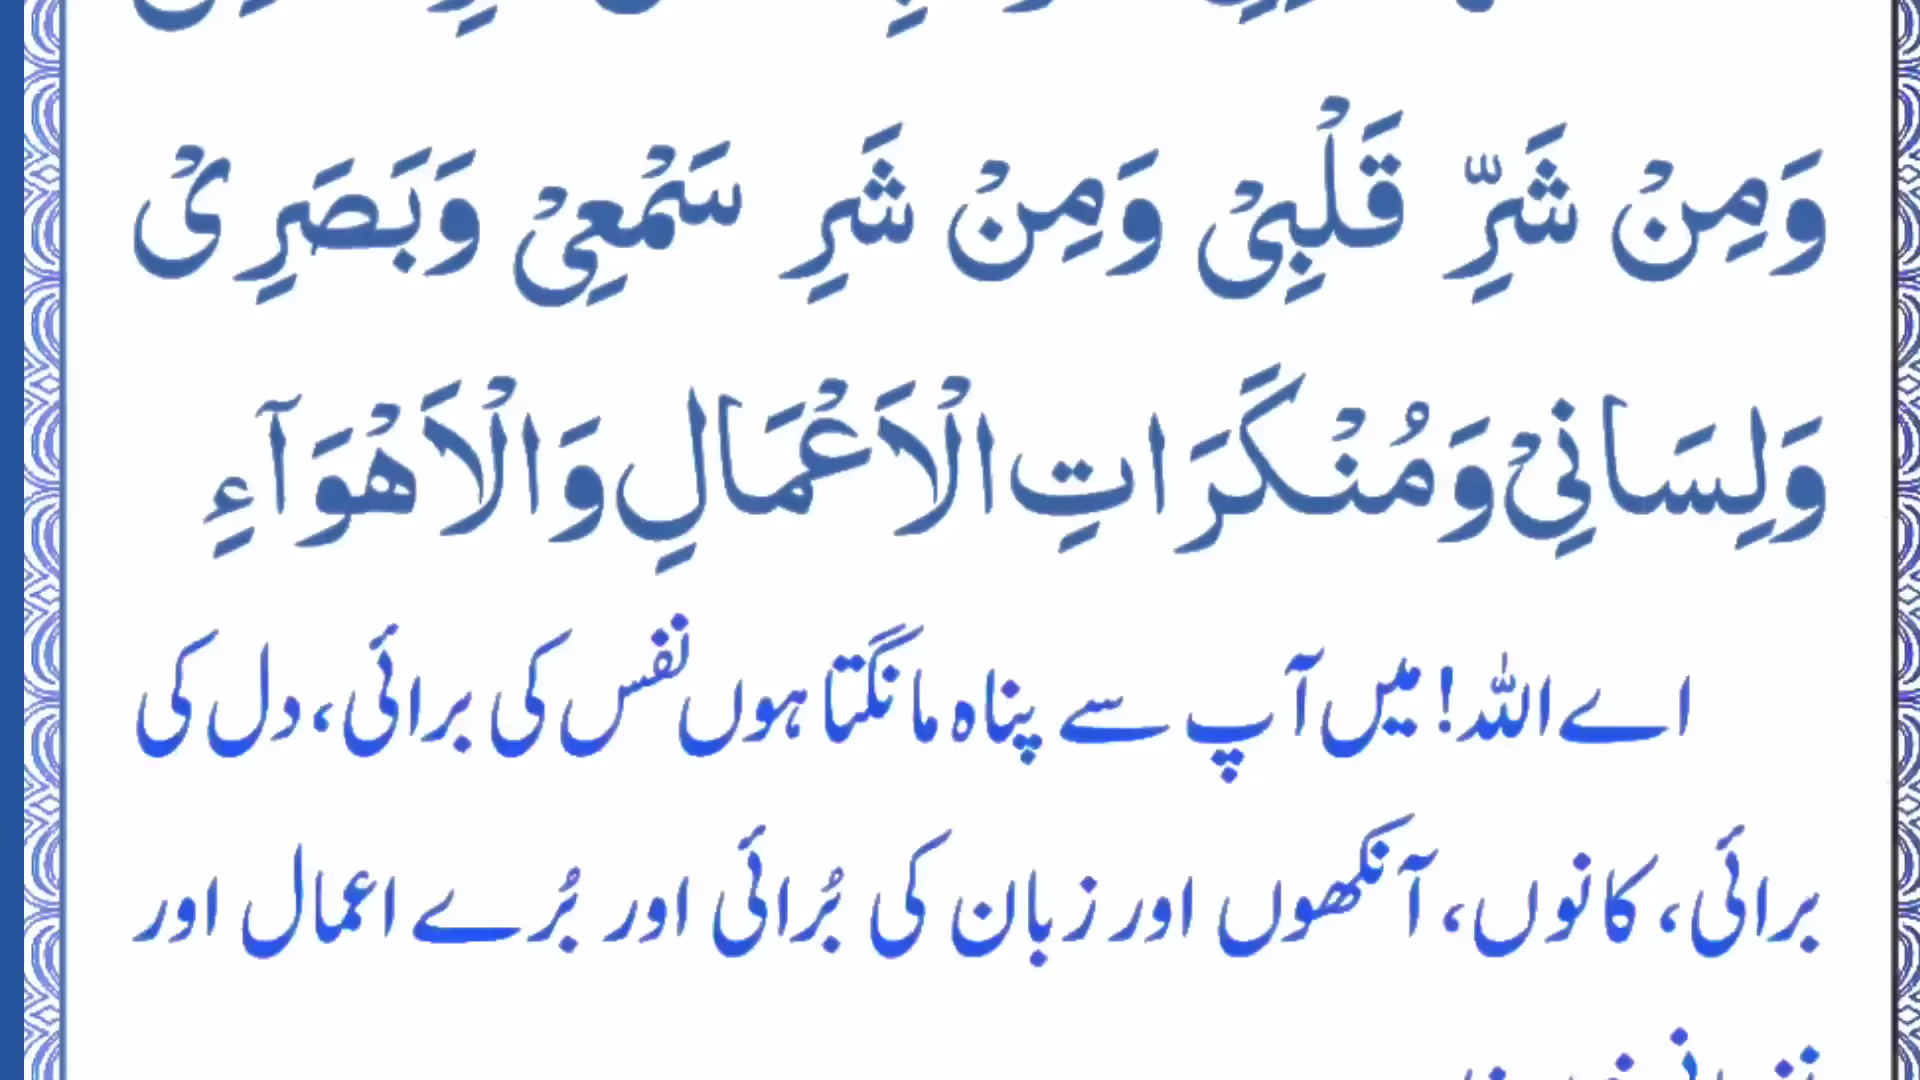 وَمِنْ شَرِّ قَلْبِیْ وَمِنْ شَرِ سَمْعِیْ وَبَصَرِیْ
وَلِسَانِیْ وَمُنْكَرَاتِ الْاَعْمَالِ وَالْاَهْوَآءِ
اے اللہ! میں آپ سے پناہ مانگتا ہوں نفس کی برائی، دل کی
برائی، کانوں، آنکھوں اور زبان کی بُرائی اور بُرے اعمال اور